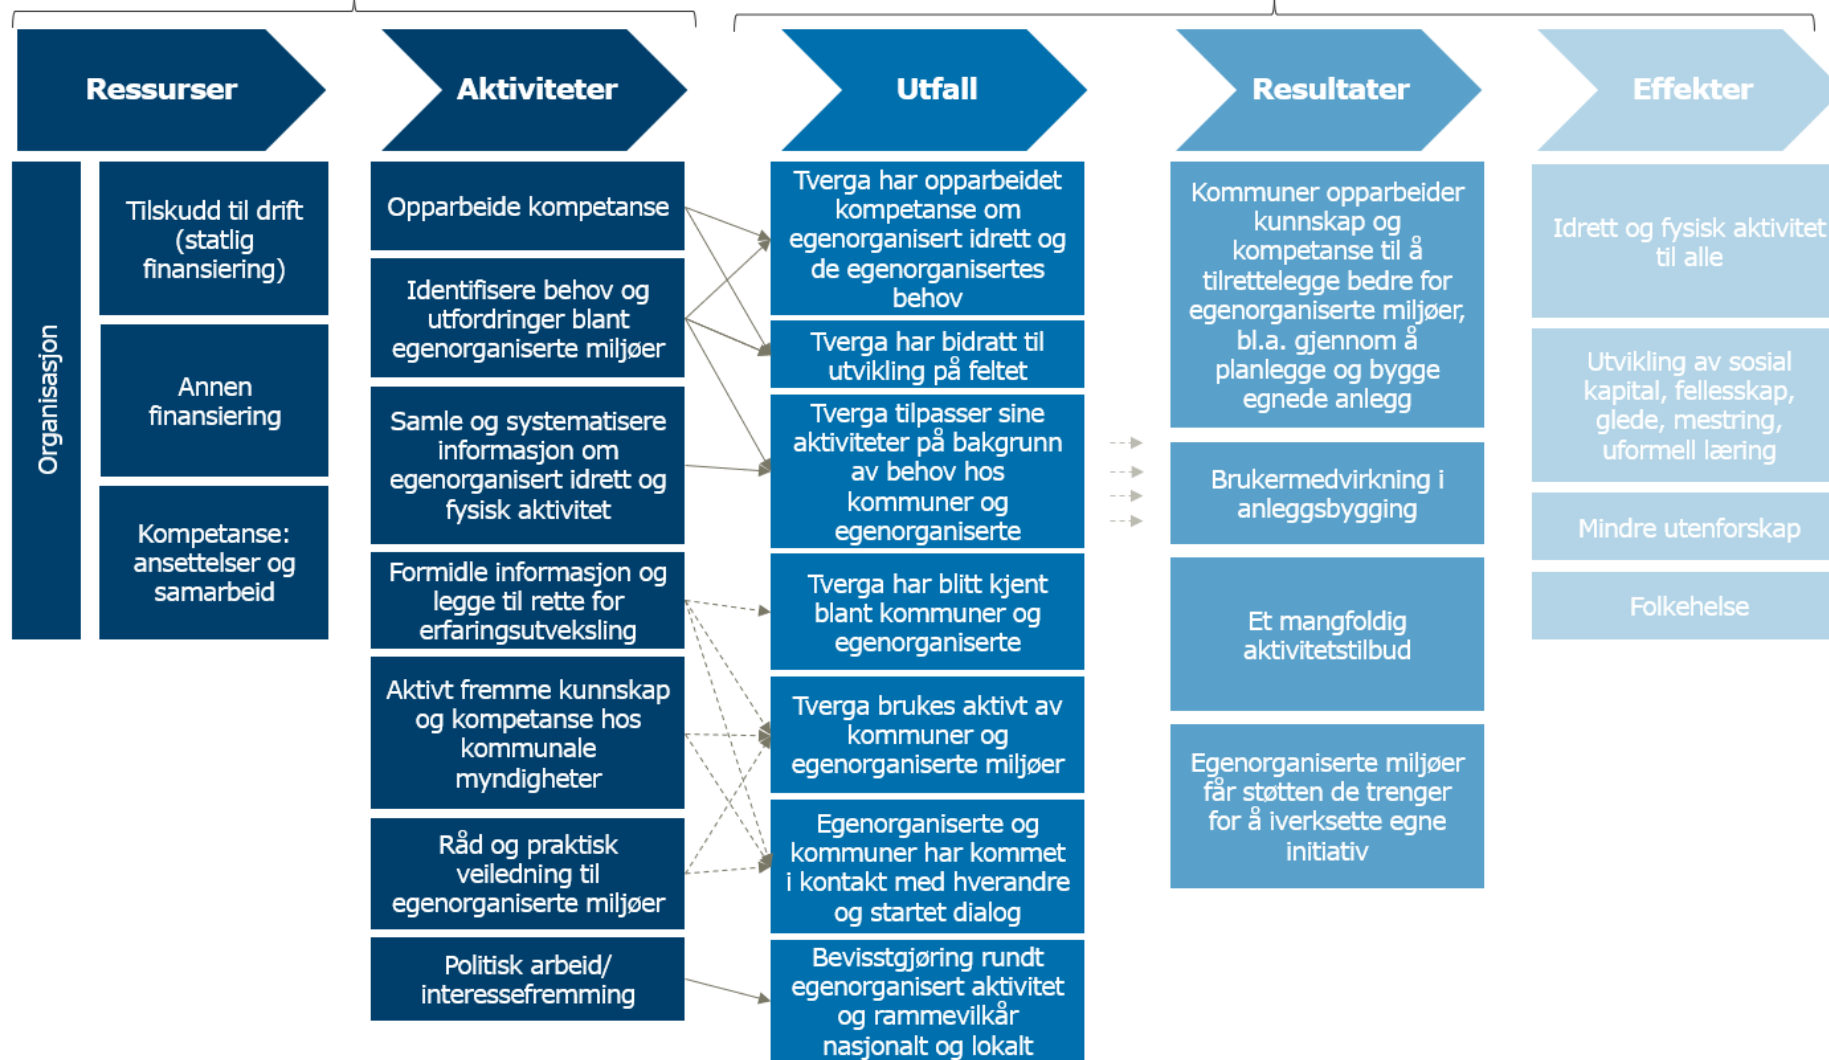 Ressurser
Aktiviteter
Utfall
Resultater
Effekter
Organisasjon
Tilskudd til drift
(statlig
finansiering)
Annen
finansiering
Kompetanse:
ansettelser og
samarbeid
Opparbeide kompetanse
Identifisere behov og
utfordringer blant
egenorganiserte miljøer
Samle og systematisere
informasjon om
egenorganisert idrett og
fysisk aktivitet
Formidle informasjon og
legge til rette for
erfaringsutveksling
Aktivt fremme kunnskap
og kompetanse hos
kommunale
myndigheter
Råd og praktisk
veiledning til
egenorganiserte miljøer
Politisk arbeid/
interessefremming
Tverga har opparbeidet
kompetanse om
egenorganisert idrett og
de egenorganisertes
behov
Tverga har bidratt til
utvikling på feltet
Tverga tilpasser sine
aktiviteter på bakgrunn
av behov hos
kommuner og
egenorganiserte
Tverga har blitt kjent
blant kommuner og
egenorganiserte
Tverga brukes aktivt av
kommuner og
egenorganiserte miljøer
Egenorganiserte og
kommuner har kommet
i kontakt med hverandre
og startet dialog
Bevisstgjøring rundt
egenorganisert aktivitet
og rammevilkår
nasjonalt og lokalt
Kommuner opparbeider
kunnskap og
kompetanse til å
tilrettelegge bedre for
egenorganiserte miljøer,
bl.a. gjennom å
planlegge og bygge
egnede anlegg
Brukermedvirkning i
anleggsbygging
Et mangfoldig
aktivitetstilbud
Egenorganiserte miljøer
får støtten de trenger
for å iverksette egne
initiativ
Idrett og fysisk aktivitet
til alle
Utvikling av sosial
kapital, fellesskap,
glede, mestring,
uformell læring
Mindre utenforskap
Folkehelse